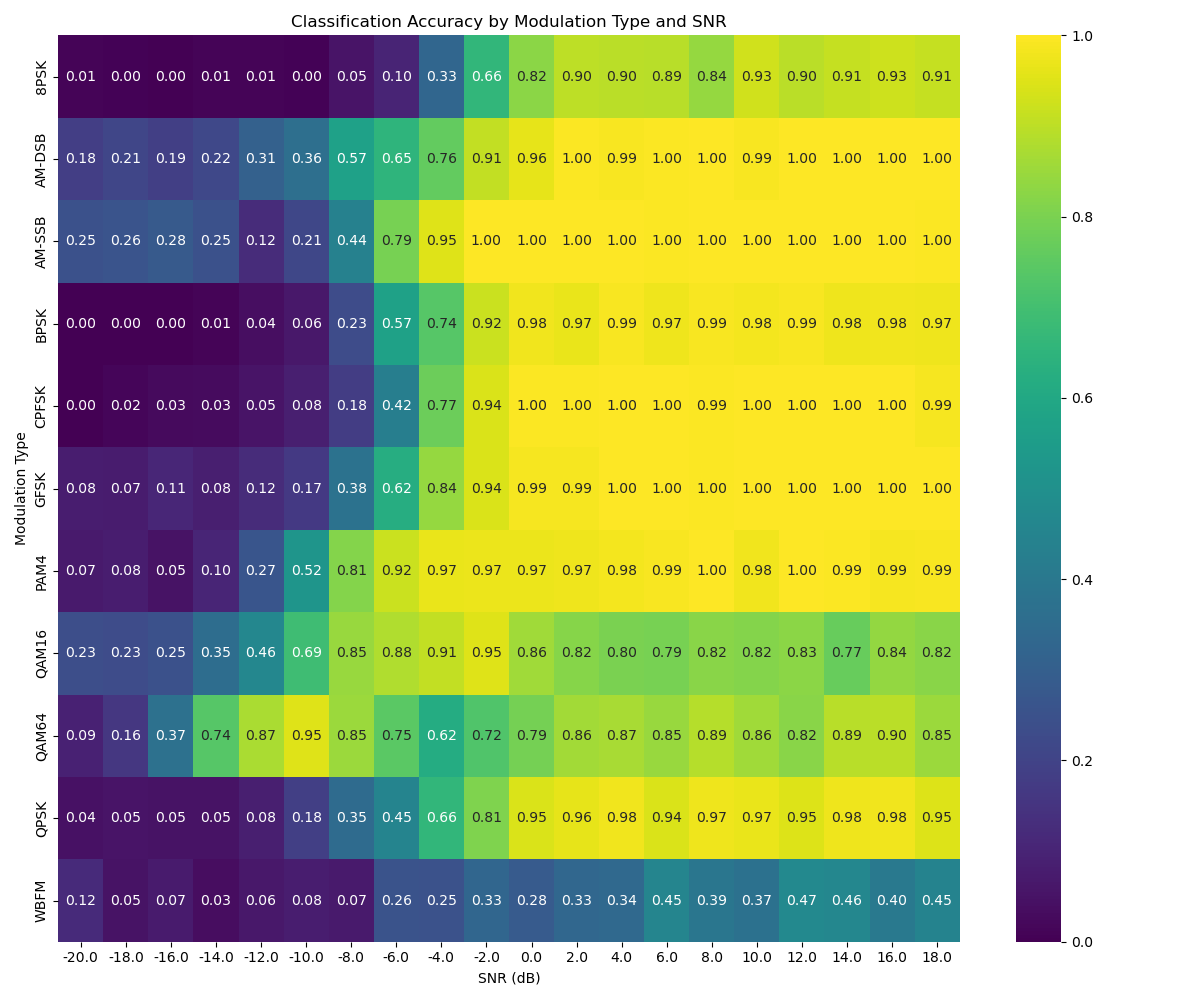 Classification Accuracy by Modulation Type and SNR
8PSK 0.01 0.00 0.00 0.01 0.01 0.00 0.05 0.10 0.33 0.66 0.82 0.90 0.90 0.89 0.84 0.93 0.90 0.91 0.93 0.91
AM-DSB 0.18 0.21 0.19 0.22 0.31 0.36 0.57 0.65 0.76 0.91 0.96 1.00 0.99 1.00 1.00 0.99 1.00 1.00 1.00 1.00
AM-SSB 0.25 0.26 0.28 0.25 0.12 0.21 0.44 0.79 0.95 1.00 1.00 1.00 1.00 1.00 1.00 1.00 1.00 1.00 1.00 1.00
BPSK 0.00 0.00 0.00 0.01 0.04 0.06 0.23 0.57 0.74 0.92 0.98 0.97 0.99 0.97 0.99 0.98 0.99 0.98 0.98 0.97
CPFSK 0.00 0.02 0.03 0.03 0.05 0.08 0.18 0.42 0.77 0.94 1.00 1.00 1.00 1.00 0.99 1.00 1.00 1.00 1.00 0.99
GFSK 0.08 0.07 0.11 0.08 0.12 0.17 0.38 0.62 0.84 0.94 0.99 0.99 1.00 1.00 1.00 1.00 1.00 1.00 1.00 1.00
PAM4 0.07 0.08 0.05 0.10 0.27 0.52 0.81 0.92 0.97 0.97 0.97 0.97 0.98 0.99 1.00 0.98 1.00 0.99 0.99 0.99
QAM16 0.23 0.23 0.25 0.35 0.46 0.69 0.85 0.88 0.91 0.95 0.86 0.82 0.80 0.79 0.82 0.82 0.83 0.77 0.84 0.82
QAM64 0.09 0.16 0.37 0.74 0.87 0.95 0.85 0.75 0.62 0.72 0.79 0.86 0.87 0.85 0.89 0.86 0.82 0.89 0.90 0.85
QPSK 0.04 0.05 0.05 0.05 0.08 0.18 0.35 0.45 0.66 0.81 0.95 0.96 0.98 0.94 0.97 0.97 0.95 0.98 0.98 0.95
WBFM 0.12 0.05 0.07 0.03 0.06 0.08 0.07 0.26 0.25 0.33 0.28 0.33 0.34 0.45 0.39 0.37 0.47 0.46 0.40 0.45
-20.0 -18.0 -16.0 -14.0 -12.0 -10.0 -8.0 -6.0 -4.0 -2.0 0.0 2.0 4.0 6.0 8.0 10.0 12.0 14.0 16.0 18.0
SNR (dB)
Modulation Type
1.0
0.8
0.6
0.4
0.2
0.0